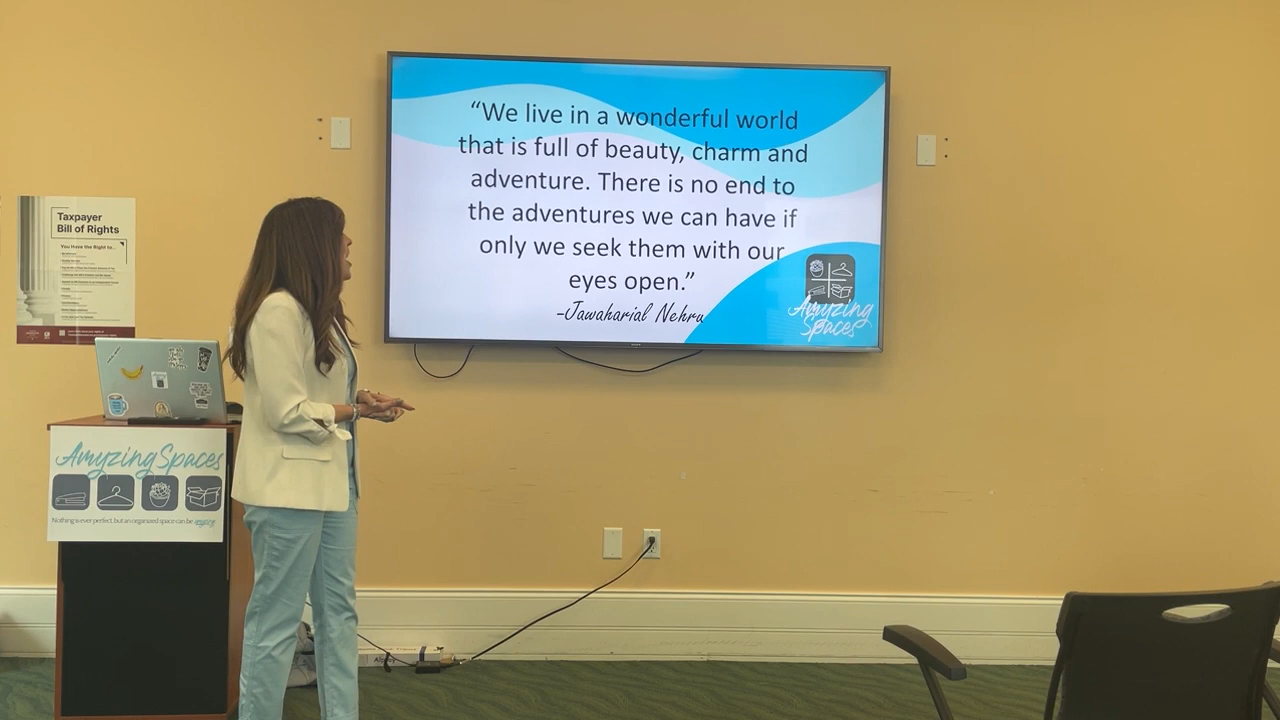 “We live in a wonderful world
that is full of beauty, charm and
adventure. There is no end to
the adventures we can have if
only we seek them with our
eyes open.”
-Jawaharial Nehru
Amyzing
Spaces
Taxpayer
Bill of Rights
You Have the Right to...
Amyzing Spaces
Nothing is ever perfect, but an organized space can be amyzing